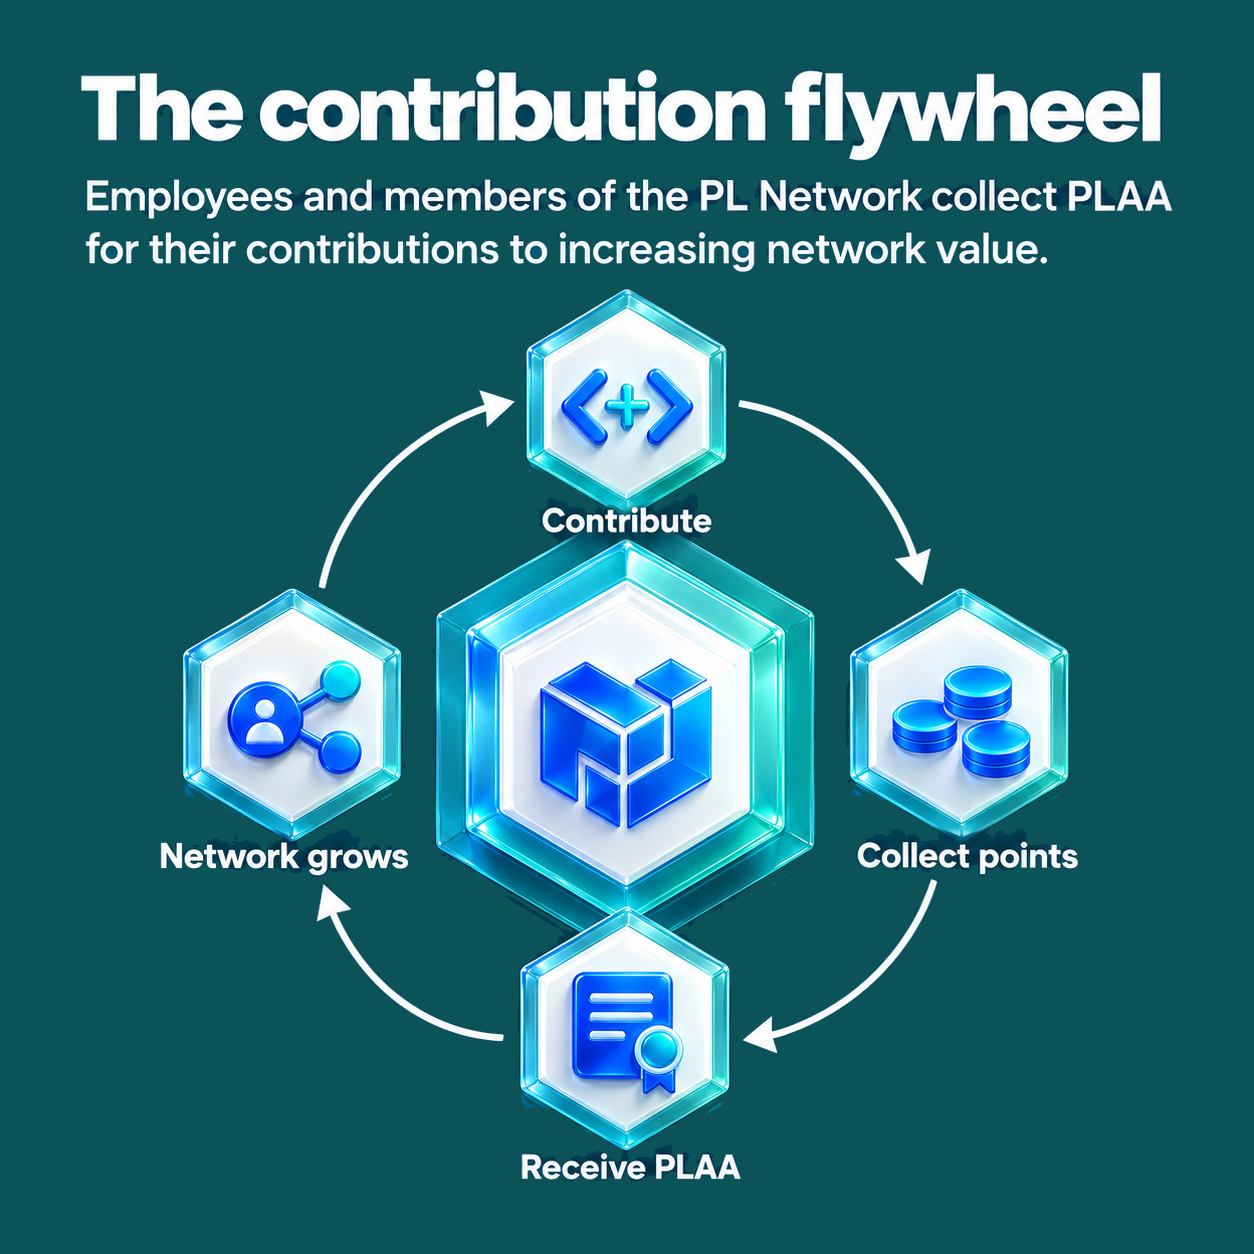 The contribution flywheel
Employees and members of the PL Network collect PLAA
for their contributions to increasing network value.
Contribute
Network grows
Collect points
Receive PLAA